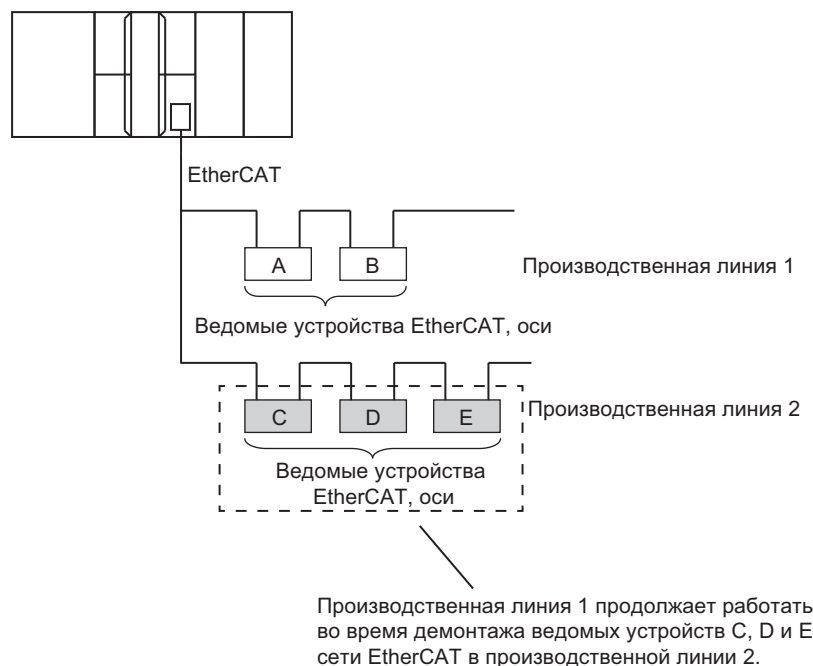 EtherCAT
A
B
Производственная линия 1
Ведомые устройства EtherCAT, оси
C
D
E
Производственная линия 2
Ведомые устройства
EtherCAT, оси
Производственная линия 1 продолжает работать
во время демонтажа ведомых устройств C, D и E
сети EtherCAT в производственной линии 2.